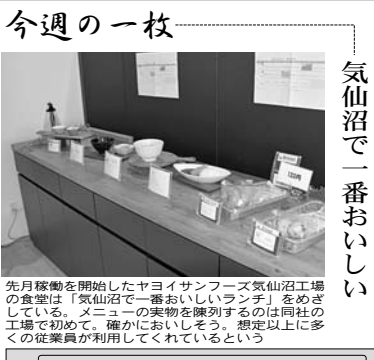 今週の一枚
気仙沼で一番おいしい
100円
先月稼働を開始したヤヨイサンフーズ気仙沼工場
の食堂は「気仙沼で一番おいしいランチ」をめざ
している。メニューの実物を陳列するのは同社の
工場で初めて。確かにおいしそう。想定以上に多
くの従業員が利用してくれているという